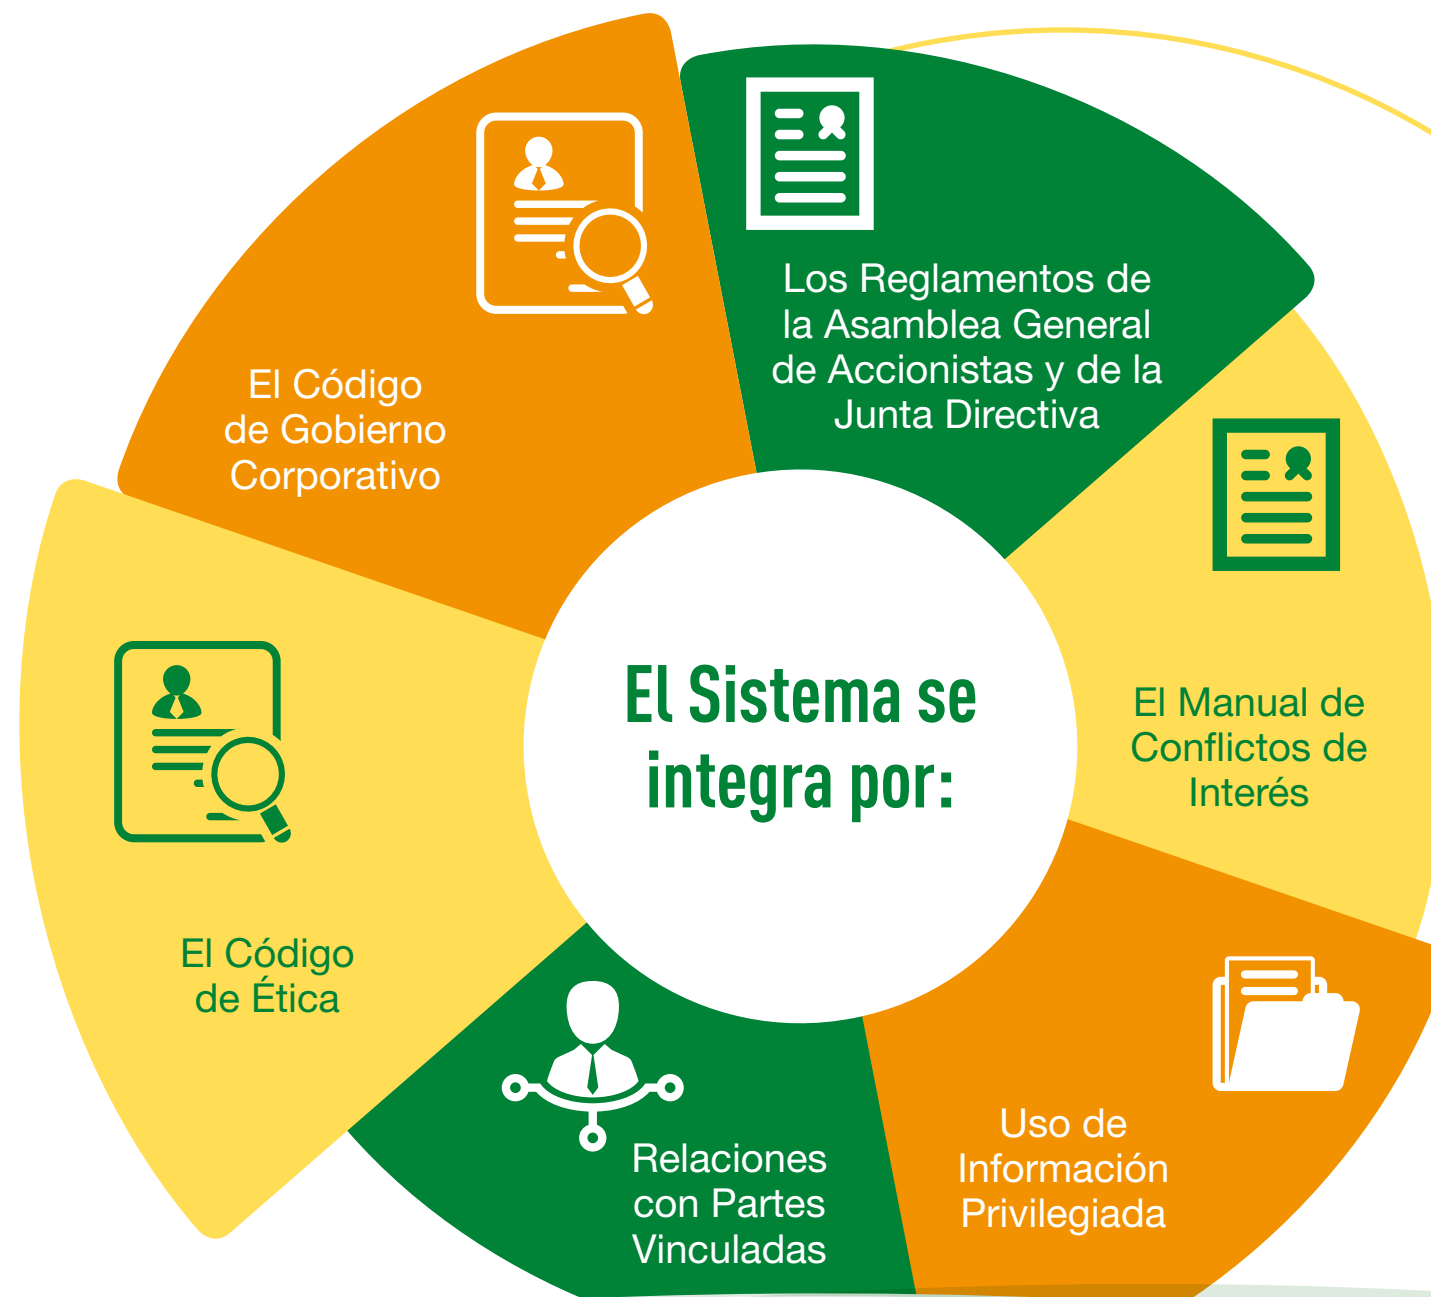 El Sistema se
integra por:
El Código
de Gobierno
Corporativo
Los Reglamentos de
la Asamblea General
de Accionistas y de la
Junta Directiva
El Manual de
Conflictos de
Interés
Uso de
Información
Privilegiada
Relaciones
con Partes
Vinculadas
El Código
de Ética